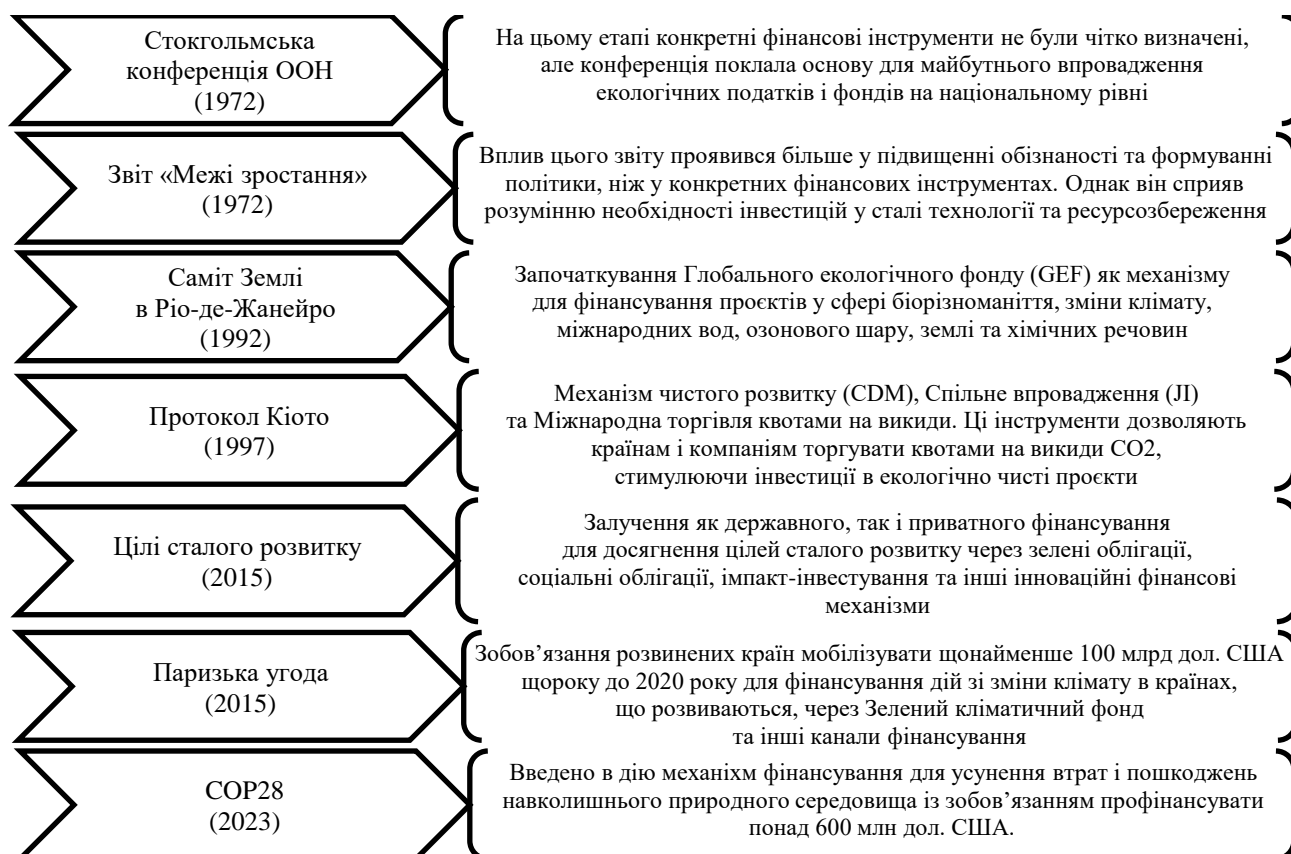 Стокгольмська
конференція ООН
(1972)
На цьому етапі конкретні фінансові інструменти не були чітко визначені,
але конференція поклала основу для майбутнього впровадження
екологічних податків і фондів на національному рівні
Звіт «Межі зростання»
(1972)
Вплив цього звіту проявився більше у підвищенні обізнаності та формуванні
політики, ніж у конкретних фінансових інструментах. Однак він сприяв
розумінню необхідності інвестицій у сталі технології та ресурсозбереження
Саміт Землі
в Ріо-де-Жанейро
(1992)
Започаткування Глобального екологічного фонду (GEF) як механізму
для фінансування проєктів у сфері біорізноманіття, зміни клімату,
міжнародних вод, озонового шару, землі та хімічних речовин
Протокол Кіото
(1997)
Механізм чистого розвитку (CDM), Спільне впровадження (JI)
та Міжнародна торгівля квотами на викиди. Ці інструменти дозволяють
країнам і компаніям торгувати квотами на викиди CO2,
стимулюючи інвестиції в екологічно чисті проєкти
Цілі сталого розвитку
(2015)
Залучення як державного, так і приватного фінансування
для досягнення цілей сталого розвитку через зелені облігації,
соціальні облігації, імпакт-інвестування та інші інноваційні фінансові
механізми
Паризька угода
(2015)
Зобов’язання розвинених країн мобілізувати щонайменше 100 млрд дол. США
щороку до 2020 року для фінансування дій зі зміни клімату в країнах,
що розвиваються, через Зелений кліматичний фонд
та інші канали фінансування
COP28
(2023)
Введено в дію механіхм фінансування для усунення втрат і пошкоджень
навколишнього природного середовища із зобов’язанням профінансувати
понад 600 млн дол. США.